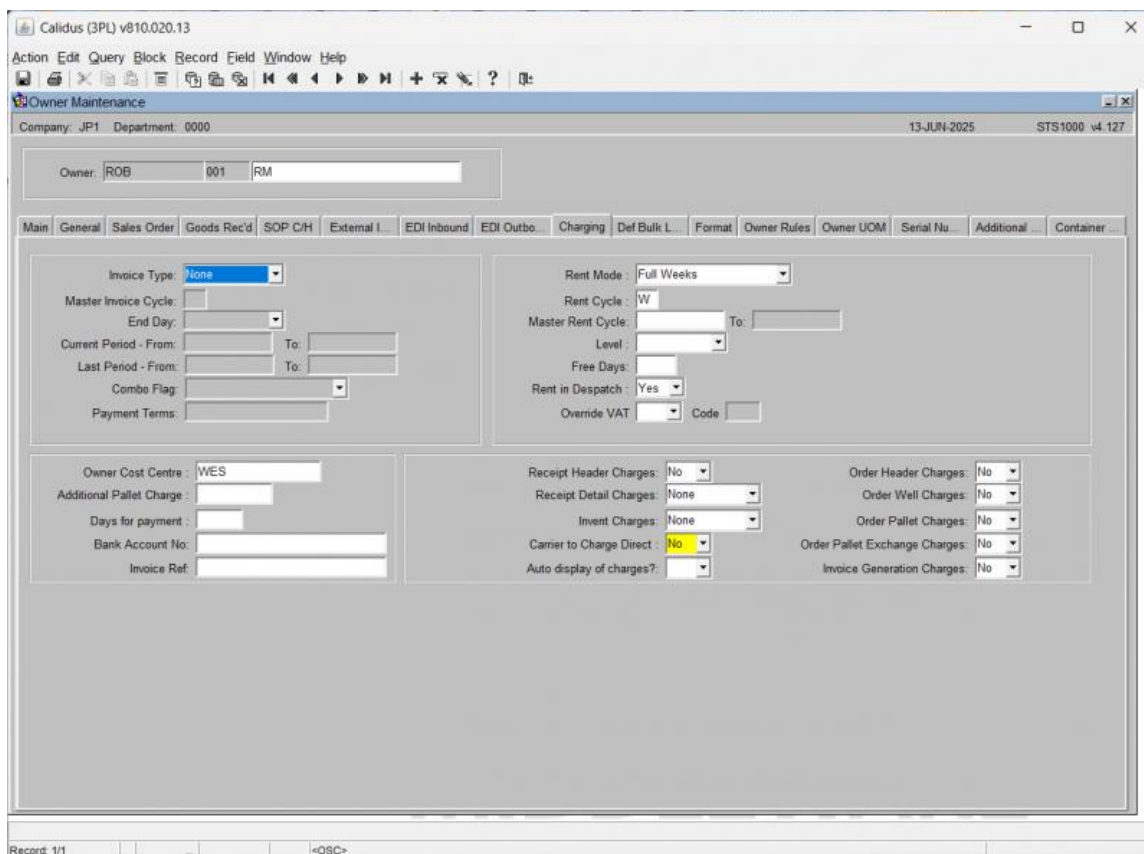 Calidus (3PL) v810.020.13
Action Edit Query Block Record Field Window Help
Owner Maintenance
Company: JP1 Department: 0000 13-JUN-2025 STS1000 v4.127
Owner: ROB 001 RM
Main General Sales Order Goods Rec'd SOP C/H External I... EDI Inbound EDI Outbo... Charging Def Bulk L... Format Owner Rules Owner UOM Serial Nu... Additional ... Container ...
Invoice Type: None
Master Invoice Cycle:
End Day:
Current Period - From: To:
Last Period - From: To:
Combo Flag:
Payment Terms:
Rent Mode : Full Weeks
Rent Cycle : W
Master Rent Cycle: To:
Level :
Free Days:
Rent in Despatch : Yes
Override VAT Code
Owner Cost Centre : WES
Additional Pallet Charge :
Days for payment :
Bank Account No:
Invoice Ref:
Receipt Header Charges: No
Receipt Detail Charges: None
Invent Charges: None
Carrier to Charge Direct : No
Auto display of charges?:
Order Header Charges: No
Order Well Charges: No
Order Pallet Charges: No
Order Pallet Exchange Charges: No
Invoice Generation Charges: No
Record: 1/1 <OSC>